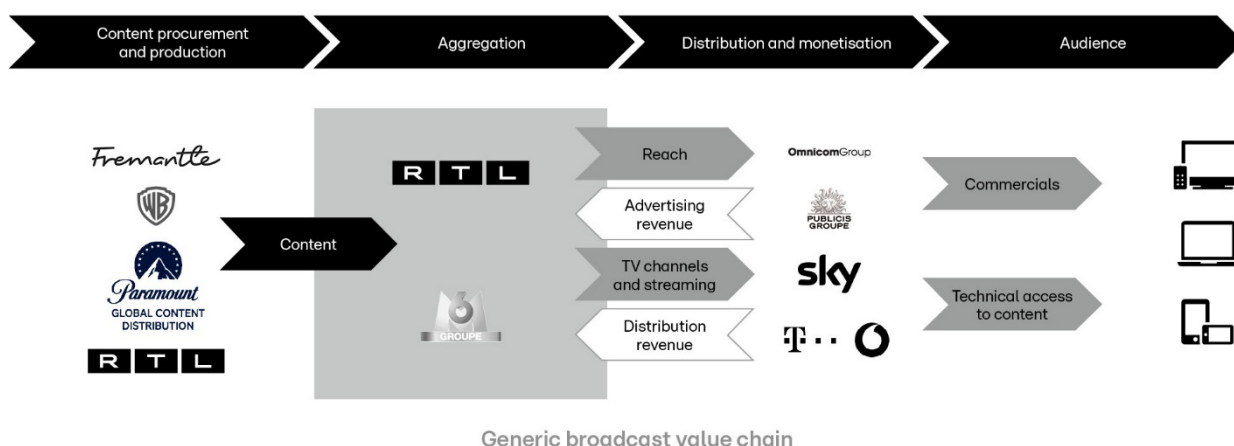 Content procurement
and production
Aggregation
Distribution and monetisation
Audience
Fremantle
WB
Paramount
GLOBAL CONTENT
DISTRIBUTION
RTL
Content
RTL
6
GROUPE
Reach
Advertising
revenue
TV channels
and streaming
Distribution
revenue
OmnicomGroup
PUBLICIS
GROUPE
sky
T
Commercials
Technical access
to content
Generic broadcast value chain